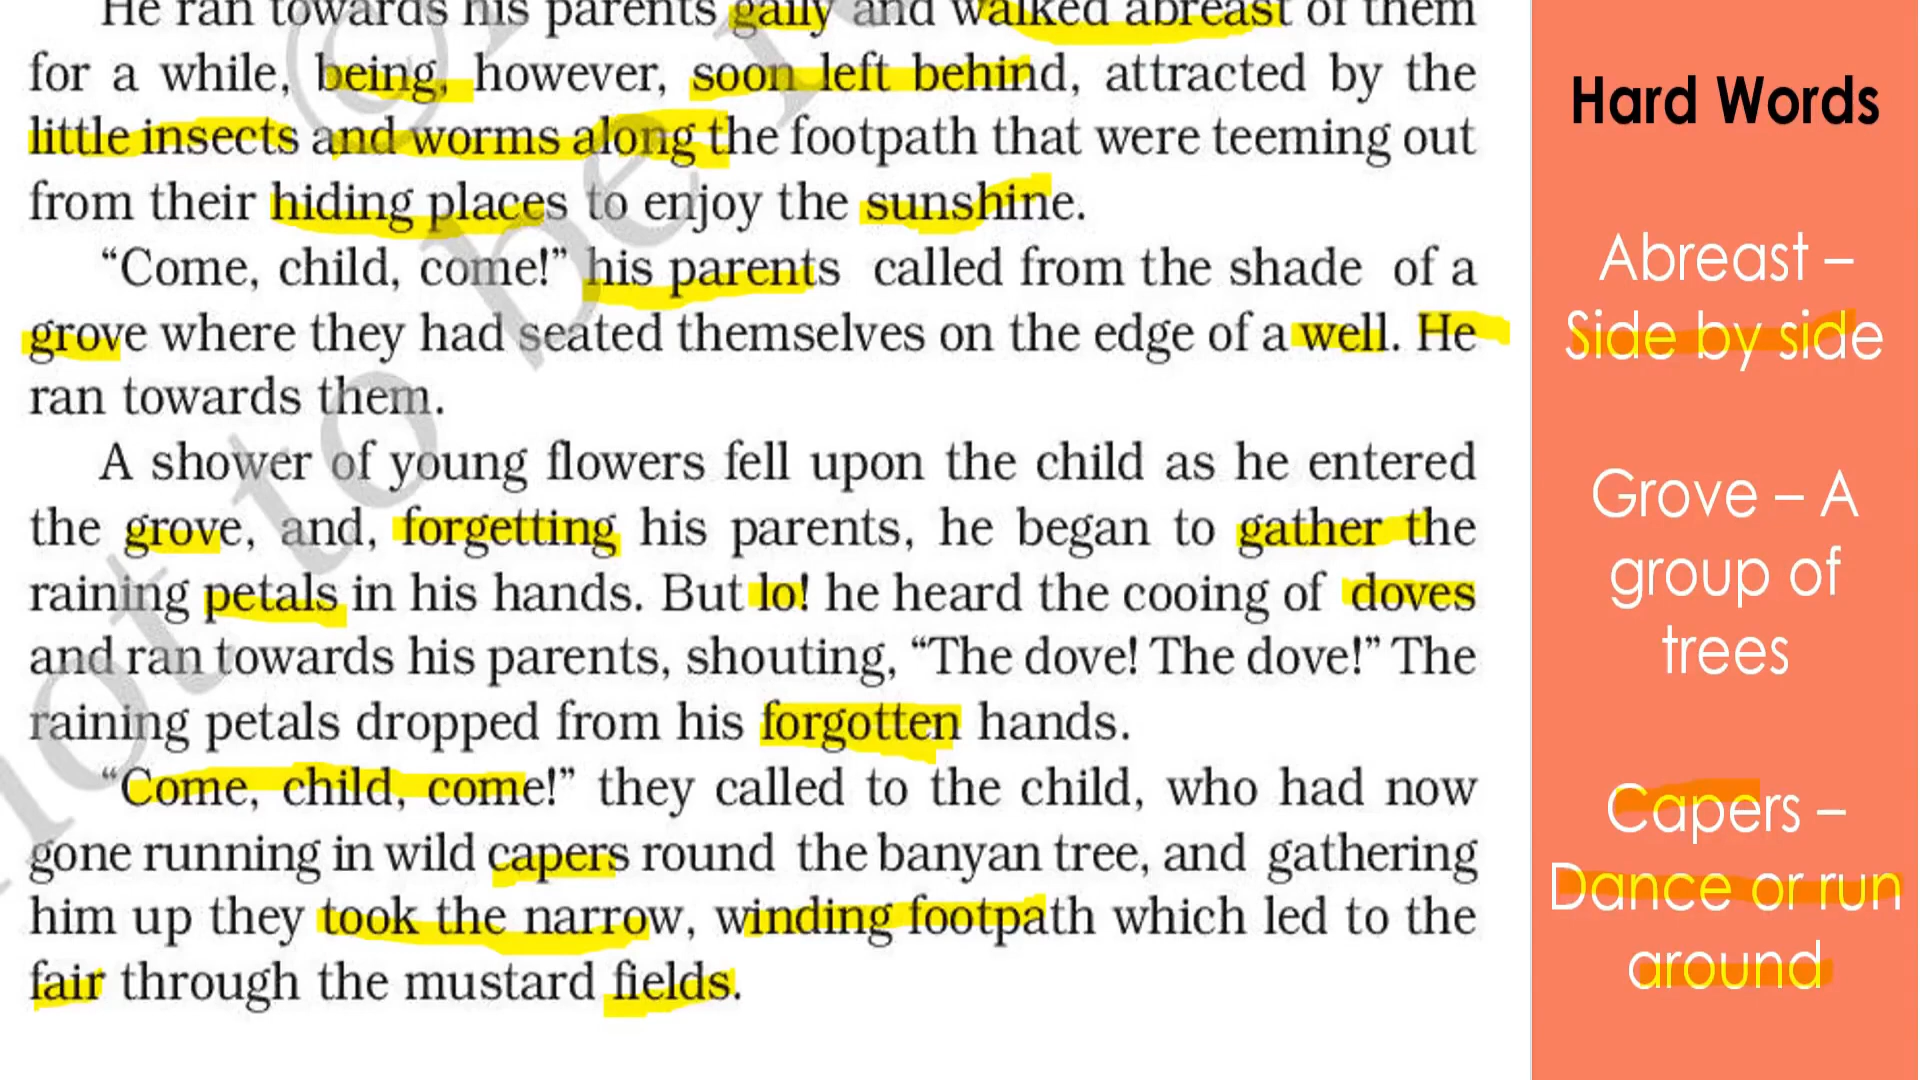 He ran towards his parents gaily and walked abreast of them
for a while, being, however, soon left behind, attracted by the
little insects and worms along the footpath that were teeming out
from their hiding places to enjoy the sunshine.
“Come, child, come!” his parents called from the shade of a
grove where they had seated themselves on the edge of a well. He
ran towards them.
A shower of young flowers fell upon the child as he entered
the grove, and, forgetting his parents, he began to gather the
raining petals in his hands. But lo! he heard the cooing of doves
and ran towards his parents, shouting, “The dove! The dove!” The
raining petals dropped from his forgotten hands.
“Come, child, come!” they called to the child, who had now
gone running in wild capers round the banyan tree, and gathering
him up they took the narrow, winding footpath which led to the
fair through the mustard fields.
not to be
Hard Words
Abreast –
Side by side
Grove – A
group of
trees
Capers –
Dance or run
around